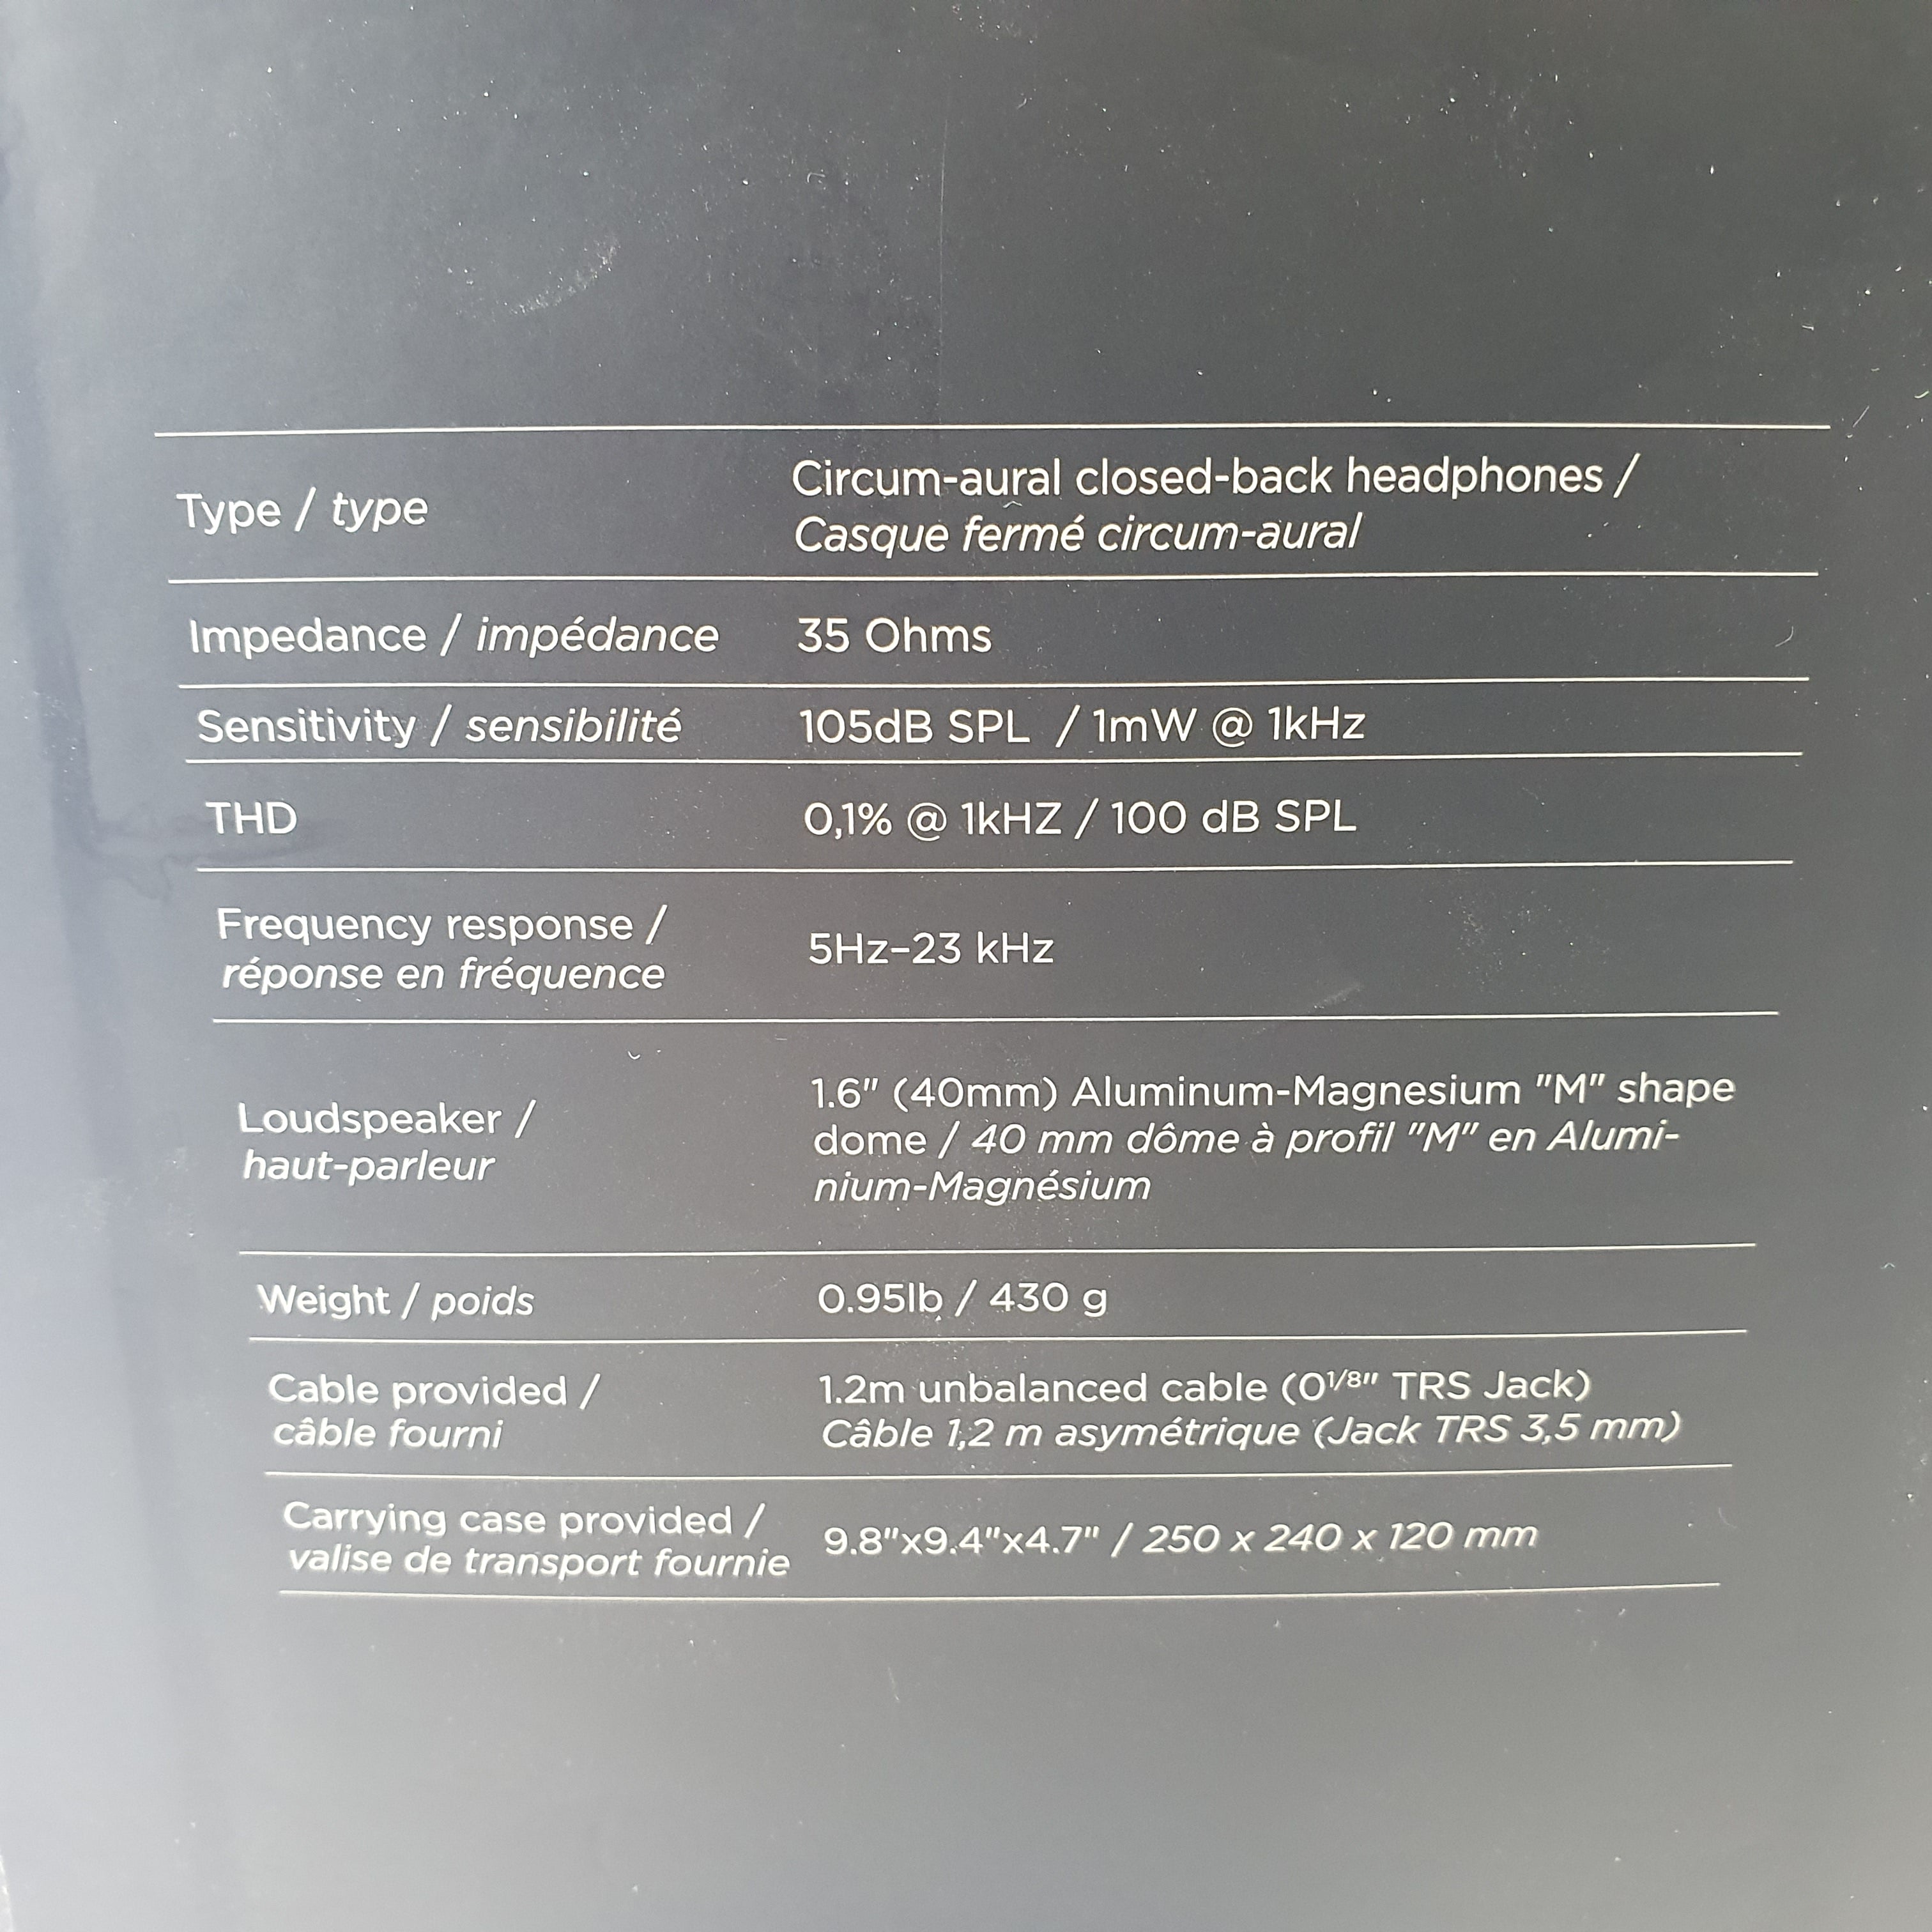 Type / type
Circum-aural closed-back headphones /
Casque fermé circum-aural
Impedance / impédance
35 Ohms
Sensitivity / sensibilité
105dB SPL / 1mW @ 1kHz
THD
0,1% @ 1kHZ / 100 dB SPL
Frequency response /
réponse en fréquence
5Hz–23 kHz
Loudspeaker /
haut-parleur
1.6" (40mm) Aluminum-Magnesium "M" shape
dome / 40 mm dôme à profil "M" en Alumi-
nium-Magnésium
Weight / poids
0.95lb / 430 g
Cable provided /
câble fourni
1.2m unbalanced cable (0 1/8" TRS Jack)
Câble 1,2 m asymétrique (Jack TRS 3,5 mm)
Carrying case provided /
valise de transport fournie
9.8"x9.4"x4.7" / 250 x 240 x 120 mm